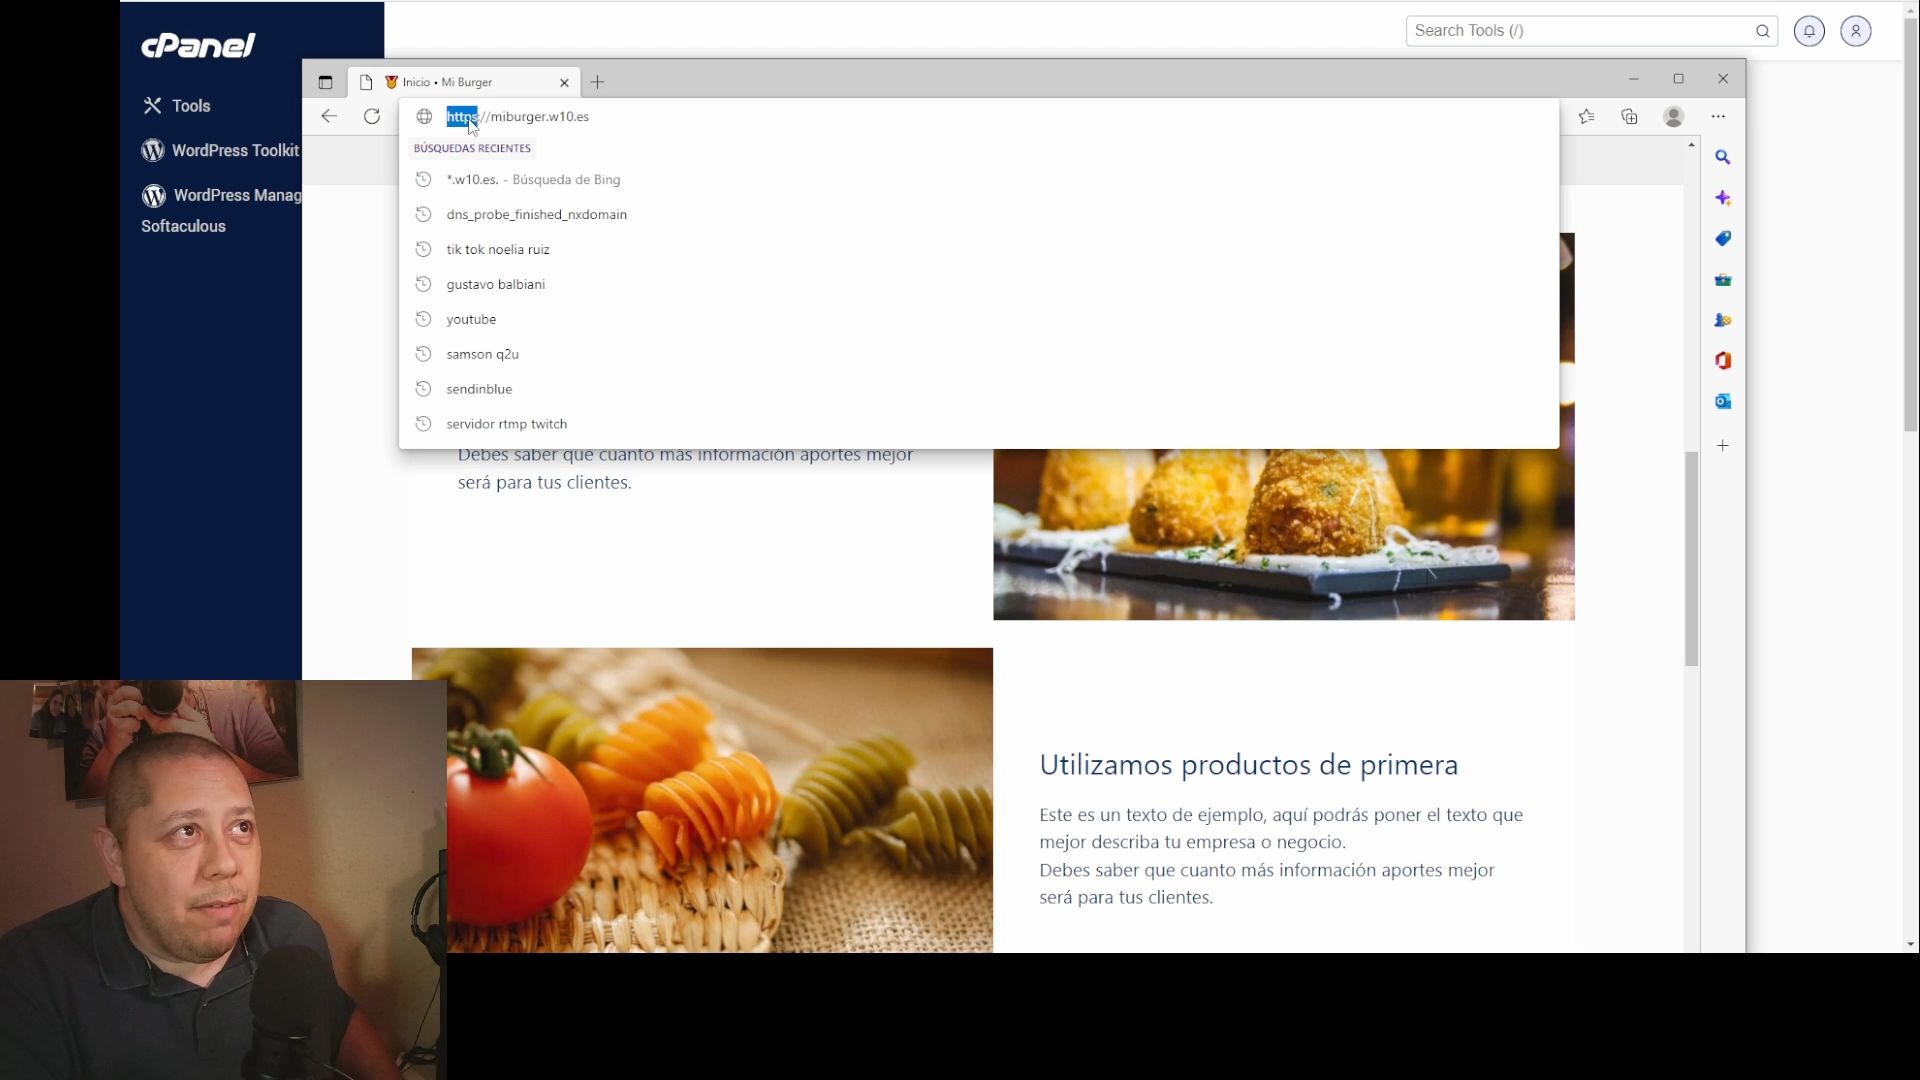 cPanel
Search Tools (/)
Tools
WordPress Toolkit
WordPress Manag
Softaculous
Inicio • Mi Burger
https://miburger.w10.es
BÚSQUEDAS RECIENTES
*.w10.es. - Búsqueda de Bing
dns_probe_finished_nxdomain
tik tok noelia ruiz
gustavo balbiani
youtube
samson q2u
sendinblue
servidor rtmp twitch
Debes saber que cuanto más información aportes mejor
será para tus clientes.
Utilizamos productos de primera
Este es un texto de ejemplo, aquí podrás poner el texto que
mejor describa tu empresa o negocio.
Debes saber que cuanto más información aportes mejor
será para tus clientes.